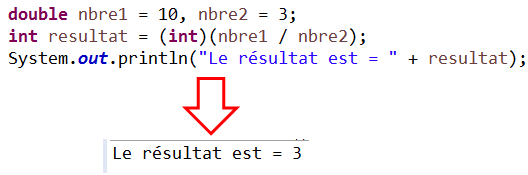 double nbre1 = 10, nbre2 = 3;
int resultat = (int)(nbre1 / nbre2);
System.out.println("Le résultat est = " + resultat);
Le résultat est = 3